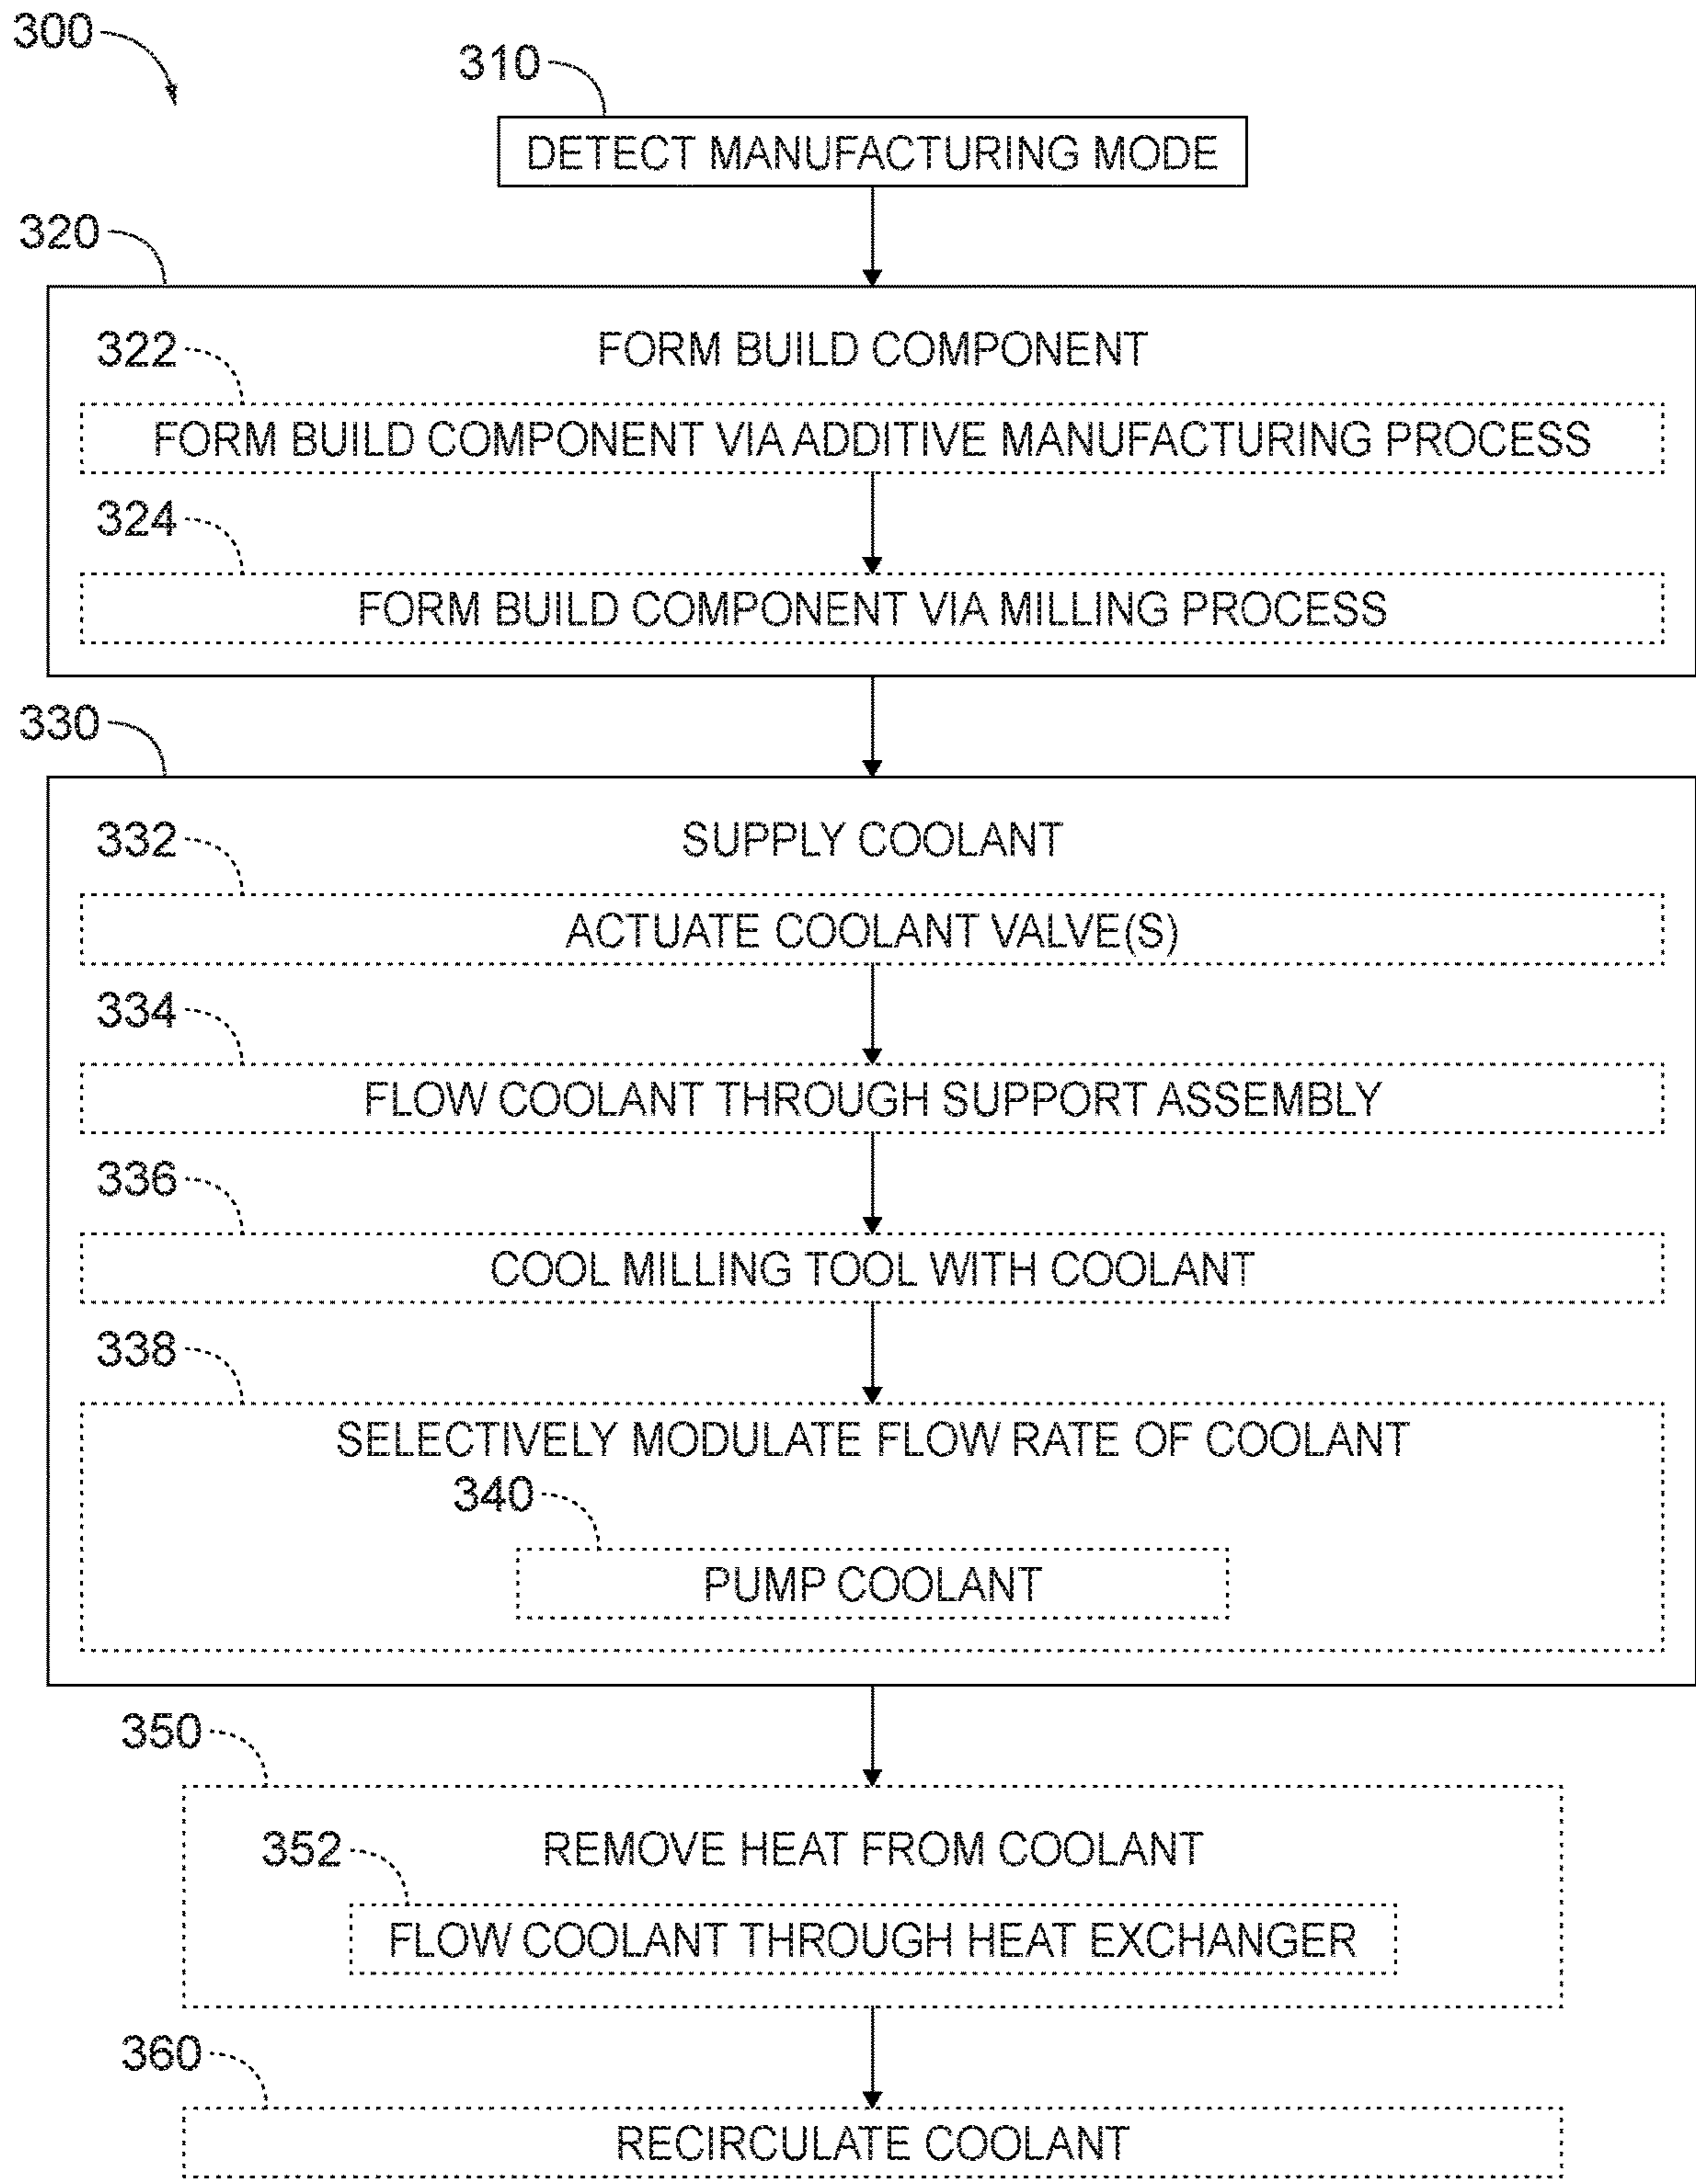 300
310
DETECT MANUFACTURING MODE
320
322
FORM BUILD COMPONENT
FORM BUILD COMPONENT VIA ADDITIVE MANUFACTURING PROCESS
324
FORM BUILD COMPONENT VIA MILLING PROCESS
330
332
SUPPLY COOLANT
ACTUATE COOLANT VALVE(S)
334
FLOW COOLANT THROUGH SUPPORT ASSEMBLY
336
COOL MILLING TOOL WITH COOLANT
338
SELECTIVELY MODULATE FLOW RATE OF COOLANT
340
PUMP COOLANT
350
352
REMOVE HEAT FROM COOLANT
FLOW COOLANT THROUGH HEAT EXCHANGER
360
RECIRCULATE COOLANT